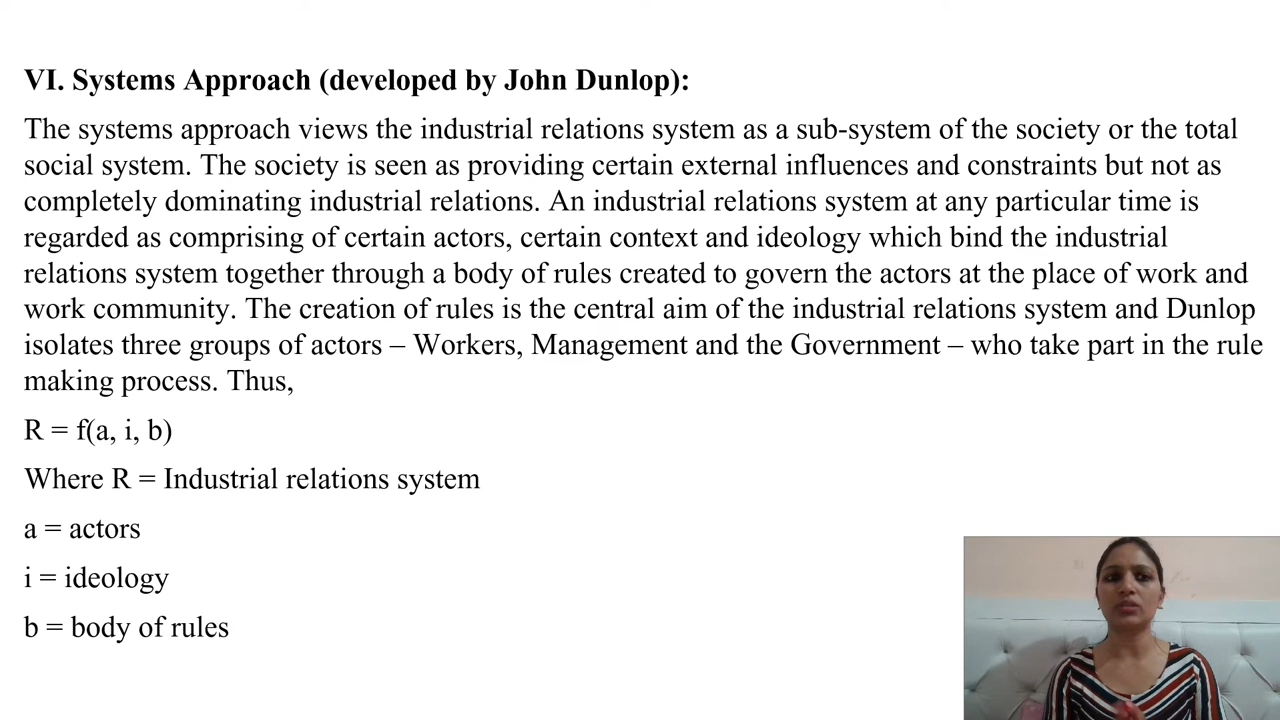 VI. Systems Approach (developed by John Dunlop):
The systems approach views the industrial relations system as a sub-system of the society or the total
social system. The society is seen as providing certain external influences and constraints but not as
completely dominating industrial relations. An industrial relations system at any particular time is
regarded as comprising of certain actors, certain context and ideology which bind the industrial
relations system together through a body of rules created to govern the actors at the place of work and
work community. The creation of rules is the central aim of the industrial relations system and Dunlop
isolates three groups of actors – Workers, Management and the Government – who take part in the rule
making process. Thus,
R = f(a, i, b)
Where R = Industrial relations system
a = actors
i = ideology
b = body of rules